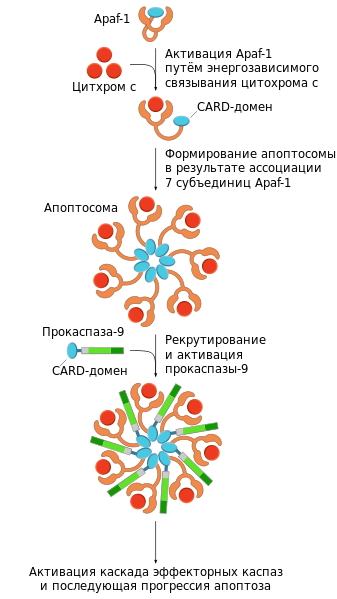 Apaf-1
Активация Apaf-1
путём энергозависимого
связывания цитохрома с
Цитхром с
CARD-домен
Формирование апоптосомы
в результате ассоциации
7 субъединиц Apaf-1
Апоптосома
Прокаспаза-9
Рекрутирование
и активация
прокаспазы-9
CARD-домен
Активация каскада эффекторных каспаз
и последующая прогрессия апоптоза